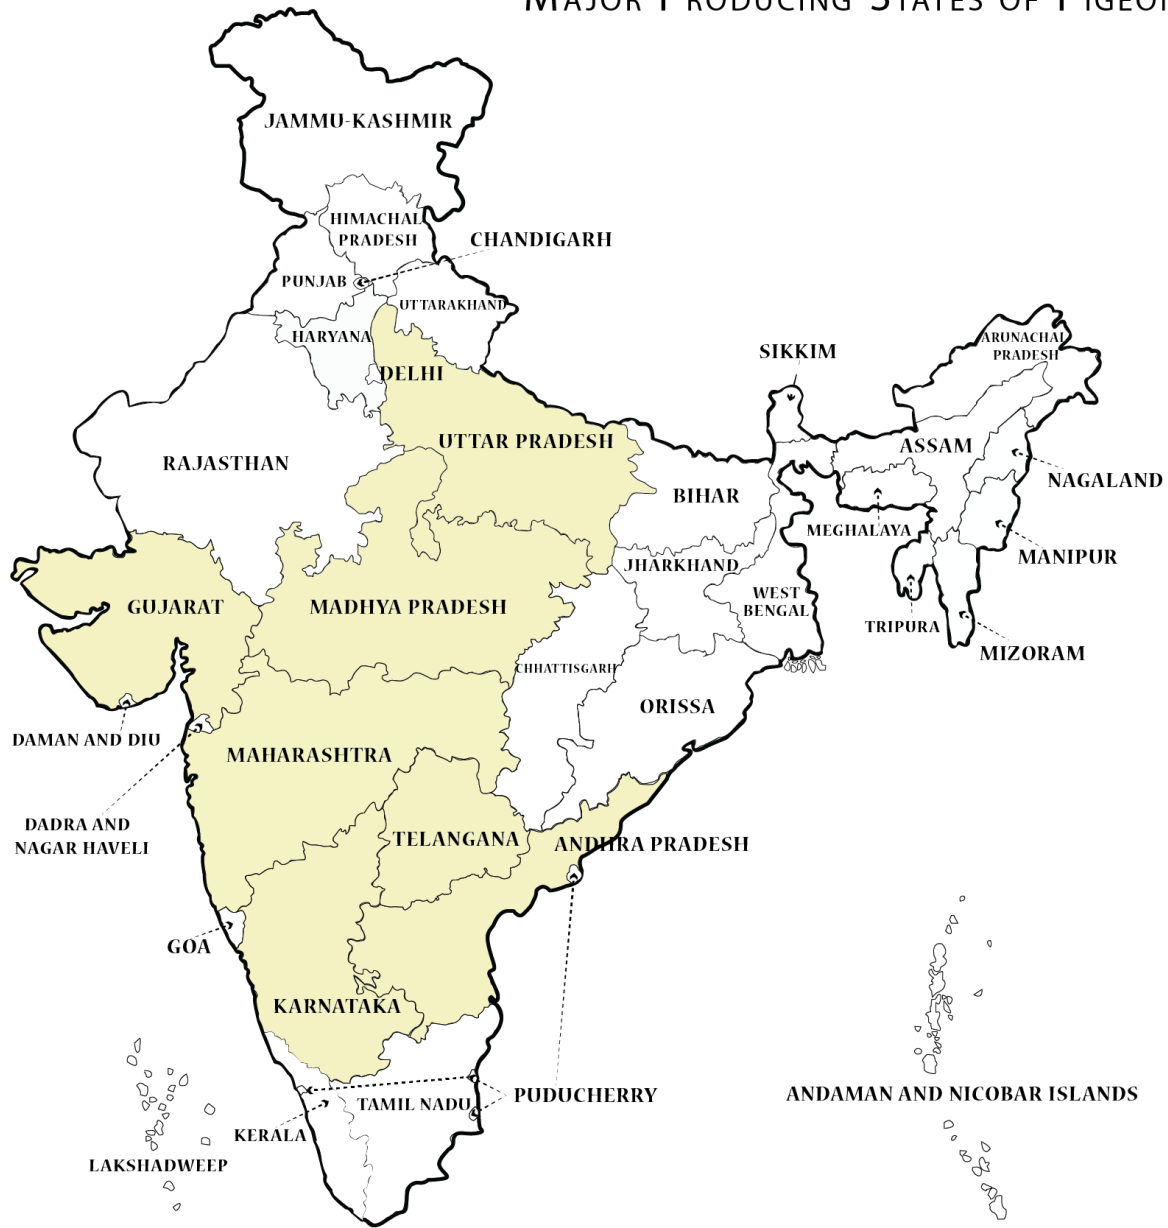 MAJOR PRODUCING STATES OF
JAMMU-KASHMIR
HIMACHAL
PRADESH
CHANDIGARH
PUNJAB
UTTARAKHAND
HARYANA
DELHI
SIKKIM
ARUNACHAL
PRADESH
UTTAR PRADESH
ASSAM
RAJASTHAN
NAGALAND
BIHAR
MEGHALAYA
MANIPUR
JHARKHAND
GUJARAT
MADHYA PRADESH
WEST
BENGAL
TRIPURA
MIZORAM
CHHATTISGARH
ORISSA
DAMAN AND DIU
MAHARASHTRA
DADRA AND
NAGAR HAVELI
TELANGANA
ANDHRA PRADESH
GOA
KARNATAKA
PUDUCHERRY
ANDAMAN AND NICOBAR ISLANDS
TAMIL NADU
KERALA
LAKSHADWEEP